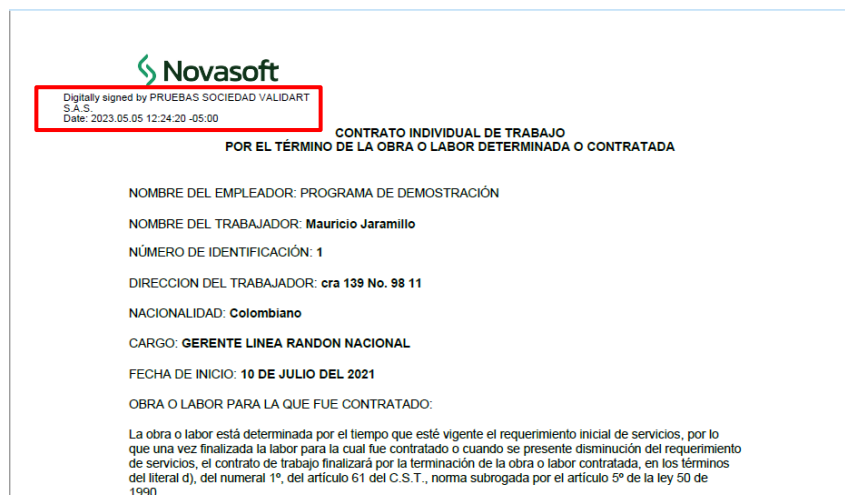 Novasoft
Digitally signed by PRUEBAS SOCIEDAD VALIDART
S.A.S.
Date: 2023.05.05 12:24:20 -05:00
CONTRATO INDIVIDUAL DE TRABAJO
POR EL TÉRMINO DE LA OBRA O LABOR DETERMINADA O CONTRATADA
NOMBRE DEL EMPLEADOR: PROGRAMA DE DEMOSTRACIÓN
NOMBRE DEL TRABAJADOR: Mauricio Jaramillo
NÚMERO DE IDENTIFICACIÓN: 1
DIRECCION DEL TRABAJADOR: cra 139 No. 98 11
NACIONALIDAD: Colombiano
CARGO: GERENTE LINEA RANDON NACIONAL
FECHA DE INICIO: 10 DE JULIO DEL 2021
OBRA O LABOR PARA LA QUE FUE CONTRATADO:
La obra o labor está determinada por el tiempo que esté vigente el requerimiento inicial de servicios, por lo
que una vez finalizada la labor para la cual fue contratado o cuando se presente disminución del requerimiento
de servicios, el contrato de trabajo finalizará por la terminación de la obra o labor contratada, en los términos
del literal d), del numeral 1º, del artículo 61 del C.S.T., norma subrogada por el artículo 5º de la ley 50 de
1990